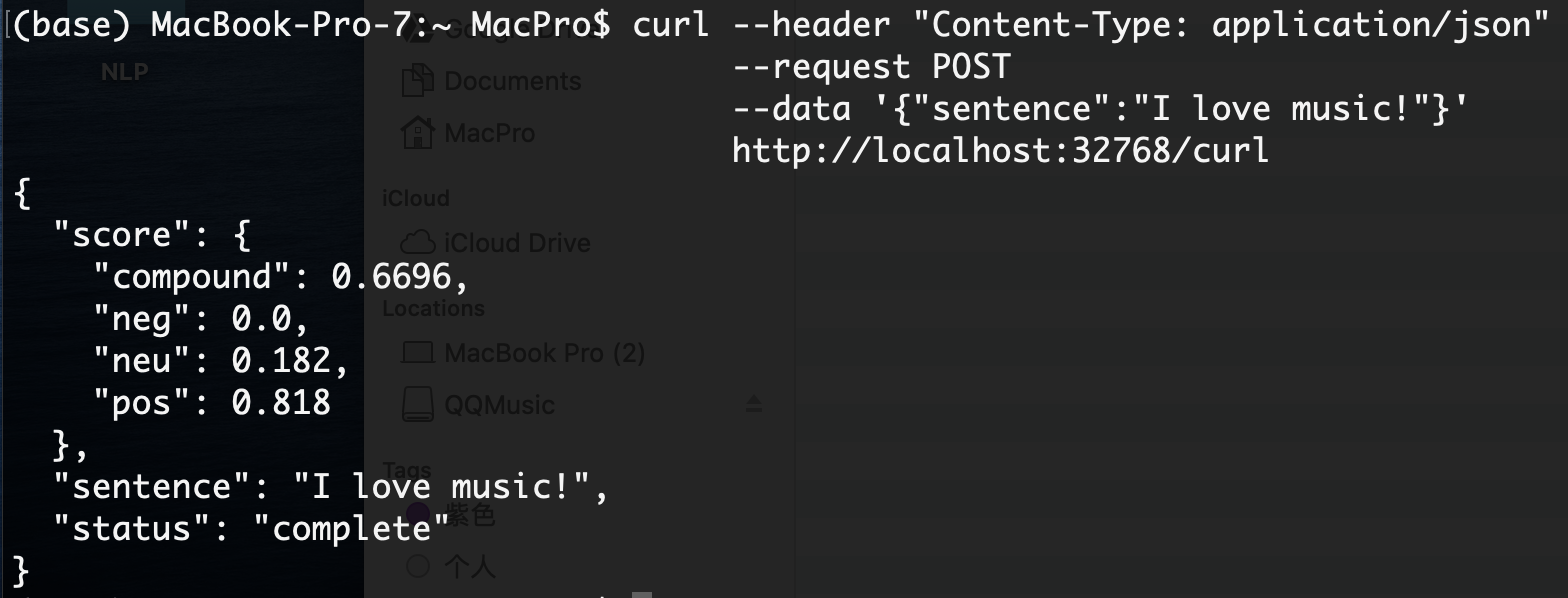 (base) MacBook-Pro-7:~ MacPro$ curl --header "Content-Type: application/json"
--request POST
--data '{"sentence":"I love music!"}'
http://localhost:32768/curl
{
"score": {
"compound": 0.6696,
"neg": 0.0,
"neu": 0.182,
"pos": 0.818
},
"sentence": "I love music!",
"status": "complete"
}
NLP
Google Drive
Documents
MacPro
iCloud
iCloud Drive
Locations
MacBook Pro (2)
QQMusic
Tags
紫色
个人